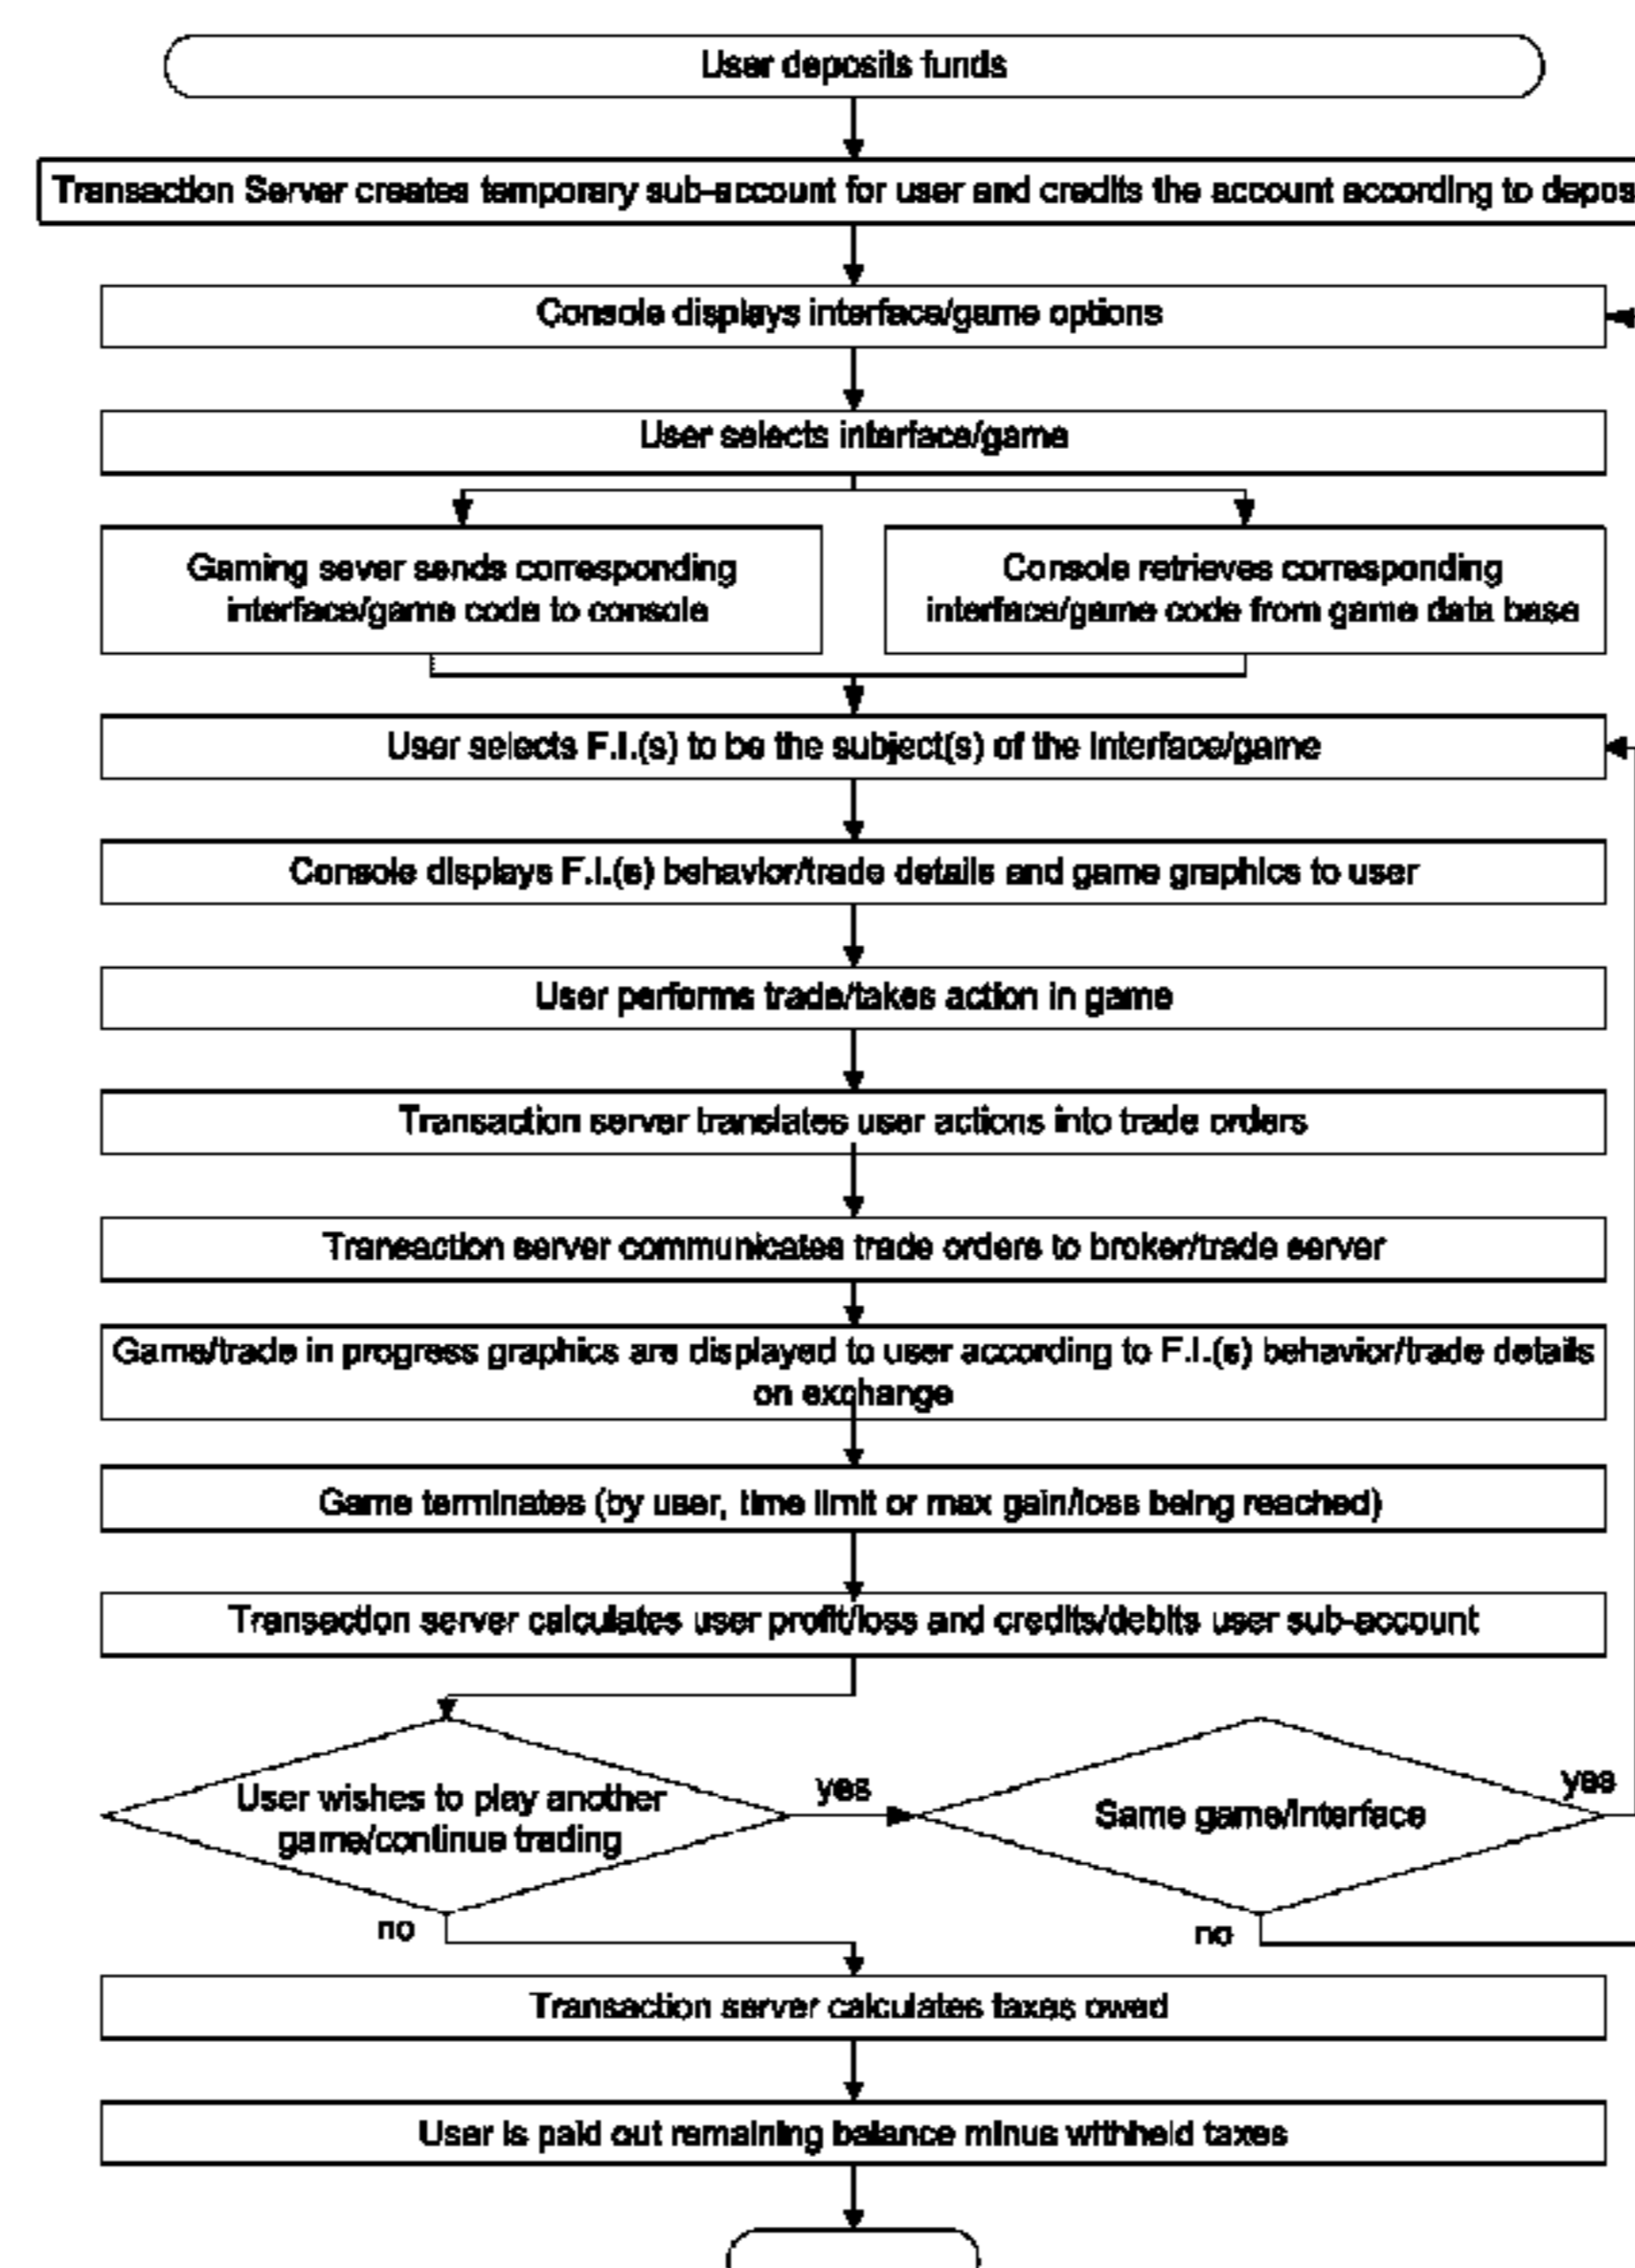 User deposits funds
Transaction Server creates temporary sub-account for user and credits the account according to depos
Console displays interface/game options
User selects interface/game
Gaming sever sends corresponding
interface/game code to console
Console retrieves corresponding
interface/game code from game data base
User selects F.I.(s) to be the subject(s) of the interface/game
Console displays F.I.(s) behavior/trade details and game graphics to user
User performs trade/takes action in game
Transaction server translates user actions into trade orders
Transaction server communicates trade orders to broker/trade server
Game/trade in progress graphics are displayed to user according to F.I.(s) behavior/trade details
on exchange
Game terminates (by user, time limit or max gain/loss being reached)
Transaction server calculates user profit/loss and credits/debits user sub-account
User wishes to play another
game/continue trading
yes
Same game/interface
yes
no
no
Transaction server calculates taxes owed
User is paid out remaining balance minus withheld taxes